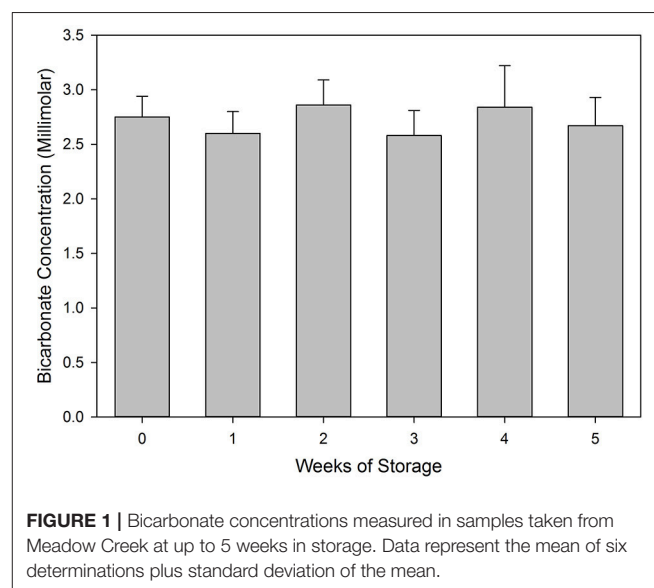 3.5
3.0
2.5
2.0
1.5
1.0
0.5
0.0
Bicarbonate Concentration (Millimolar)
0 1 2 3 4 5
Weeks of Storage
FIGURE 1 | Bicarbonate concentrations measured in samples taken from
Meadow Creek at up to 5 weeks in storage. Data represent the mean of six
determinations plus standard deviation of the mean.